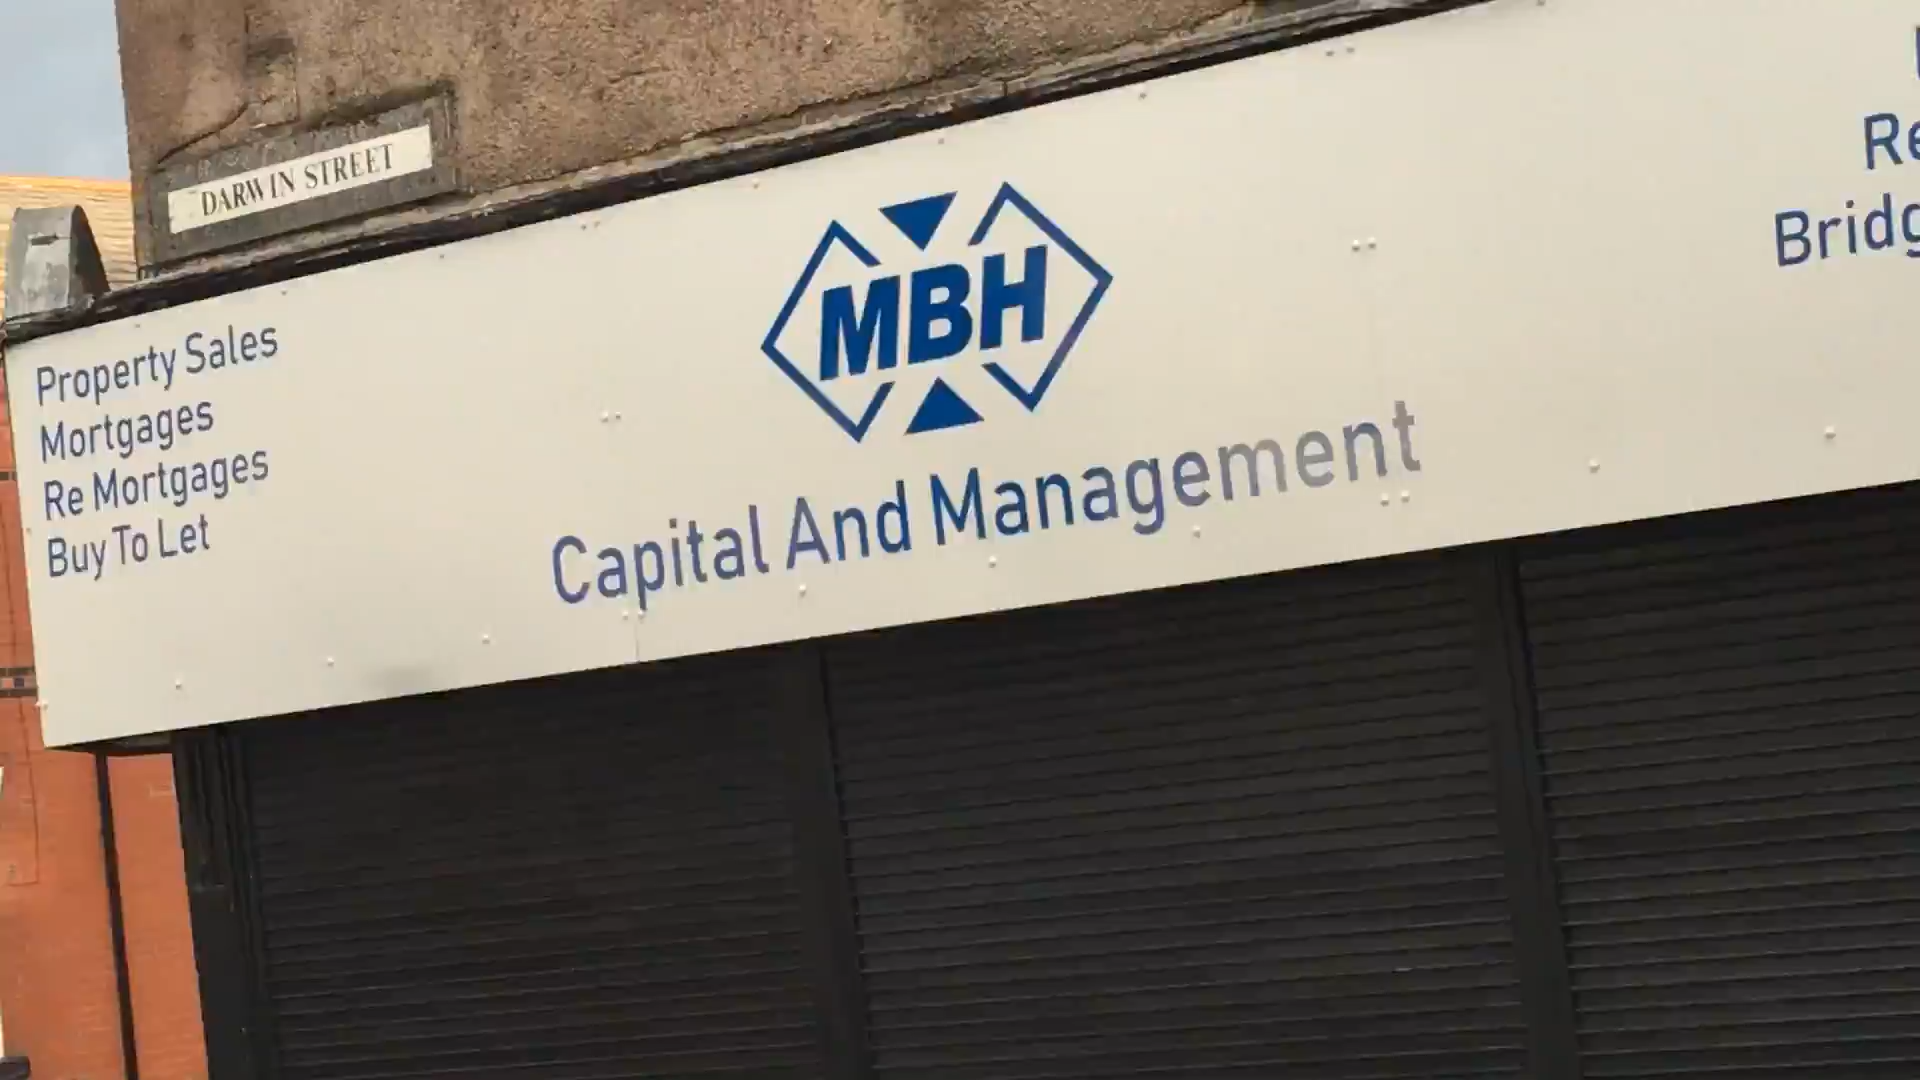 DARWIN STREET
Property Sales
Mortgages
Re Mortgages
Buy To Let
MBH
Capital And Management